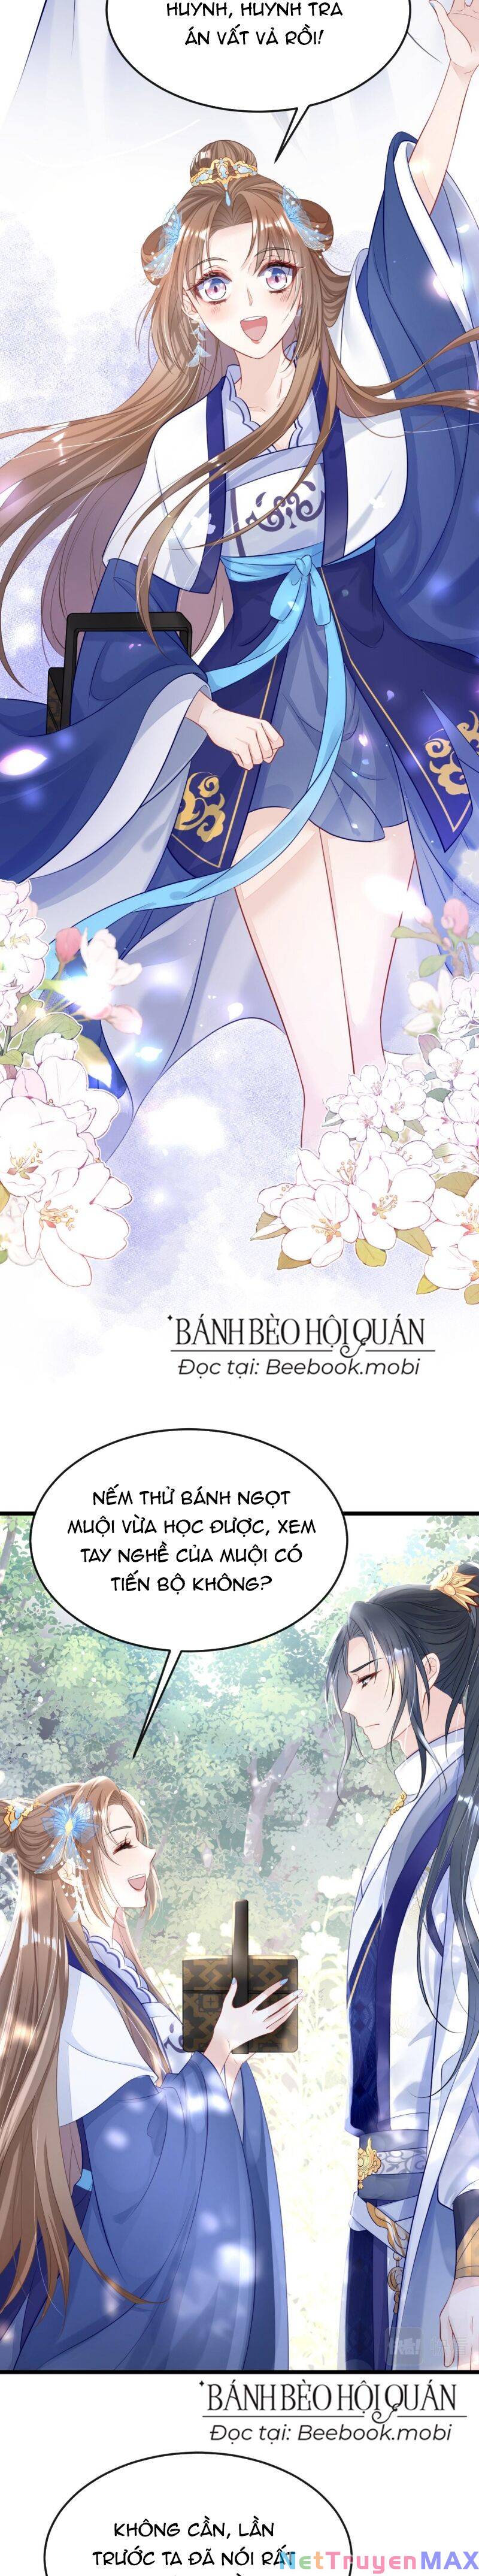 HUYNH, HUYNH TRA
ÁN VẤT VẢ RỒI!
BÁNH BÈO HỘI QUÁN
Đọc tại: Beebook.mobi
NẾM THỬ BÁNH NGỌT
MUỘI VỪA HỌC ĐƯỢC, XEM
TAY NGHỀ CỦA MUỘI CÓ
TIẾN BỘ KHÔNG?
BÁNH BÈO HỘI QUÁN
Đọc tại: Beebook.mobi
KHÔNG CẦN, LẦN
TRƯỚC TA ĐÃ NÓI RẤT
NetTruyenMAX